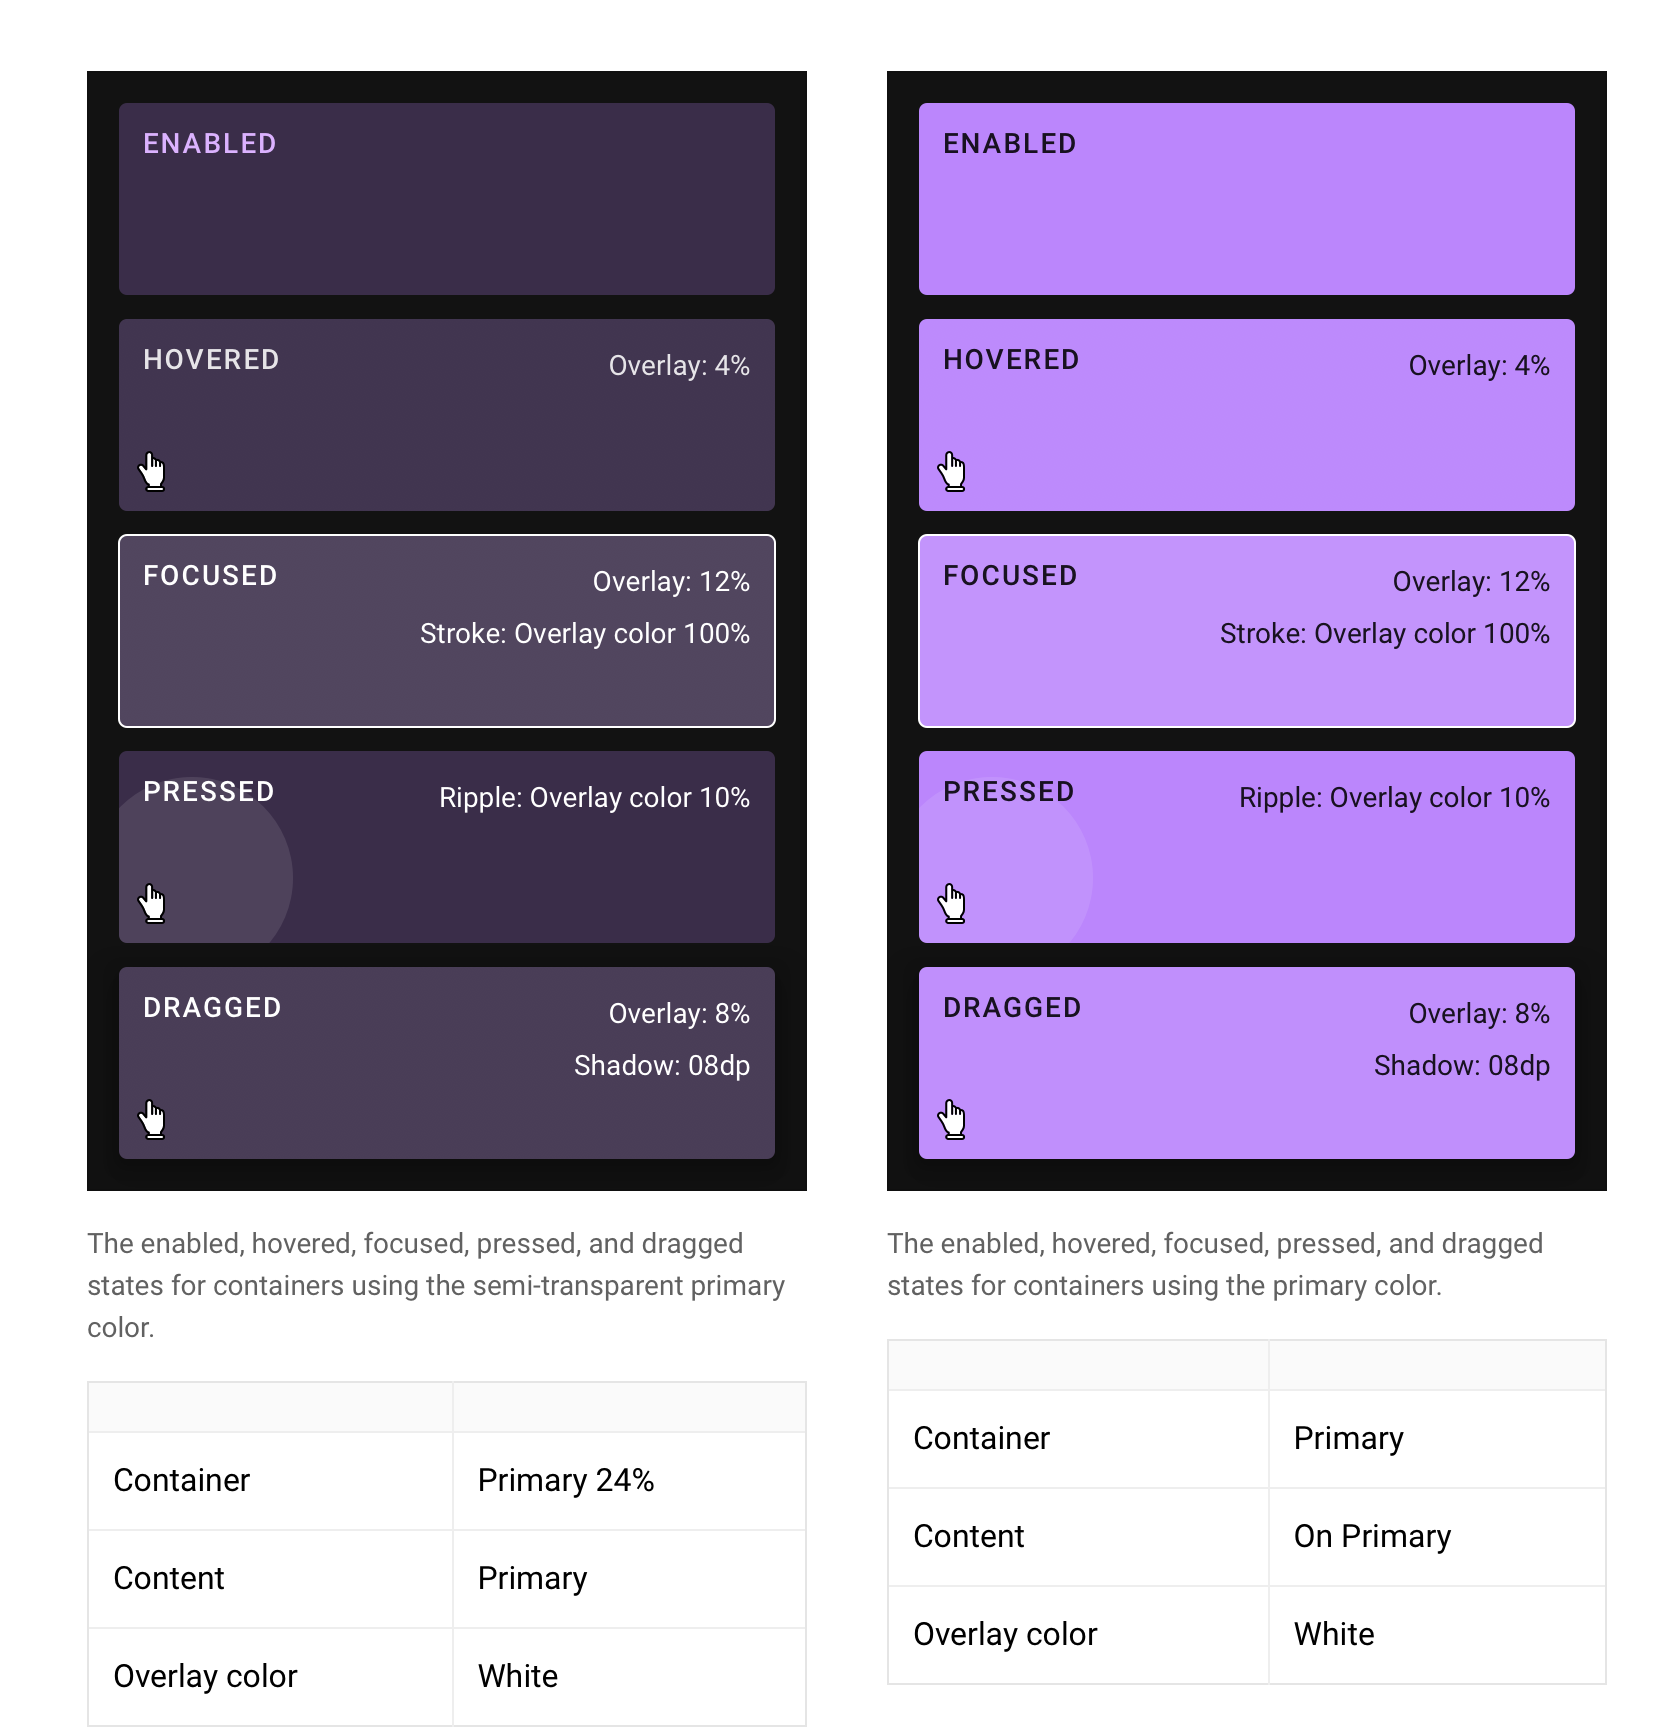 ENABLED
HOVERED
Overlay: 4%
FOCUSED
Overlay: 12%
Stroke: Overlay color 100%
PRESSED
Ripple: Overlay color 10%
DRAGGED
Overlay: 8%
Shadow: 08dp
The enabled, hovered, focused, pressed, and dragged
states for containers using the semi-transparent primary
color.
Container
Primary 24%
Content
Primary
Overlay color
White
ENABLED
HOVERED
Overlay: 4%
FOCUSED
Overlay: 12%
Stroke: Overlay color 100%
PRESSED
Ripple: Overlay color 10%
DRAGGED
Overlay: 8%
Shadow: 08dp
The enabled, hovered, focused, pressed, and dragged
states for containers using the primary color.
Container
Primary
Content
On Primary
Overlay color
White